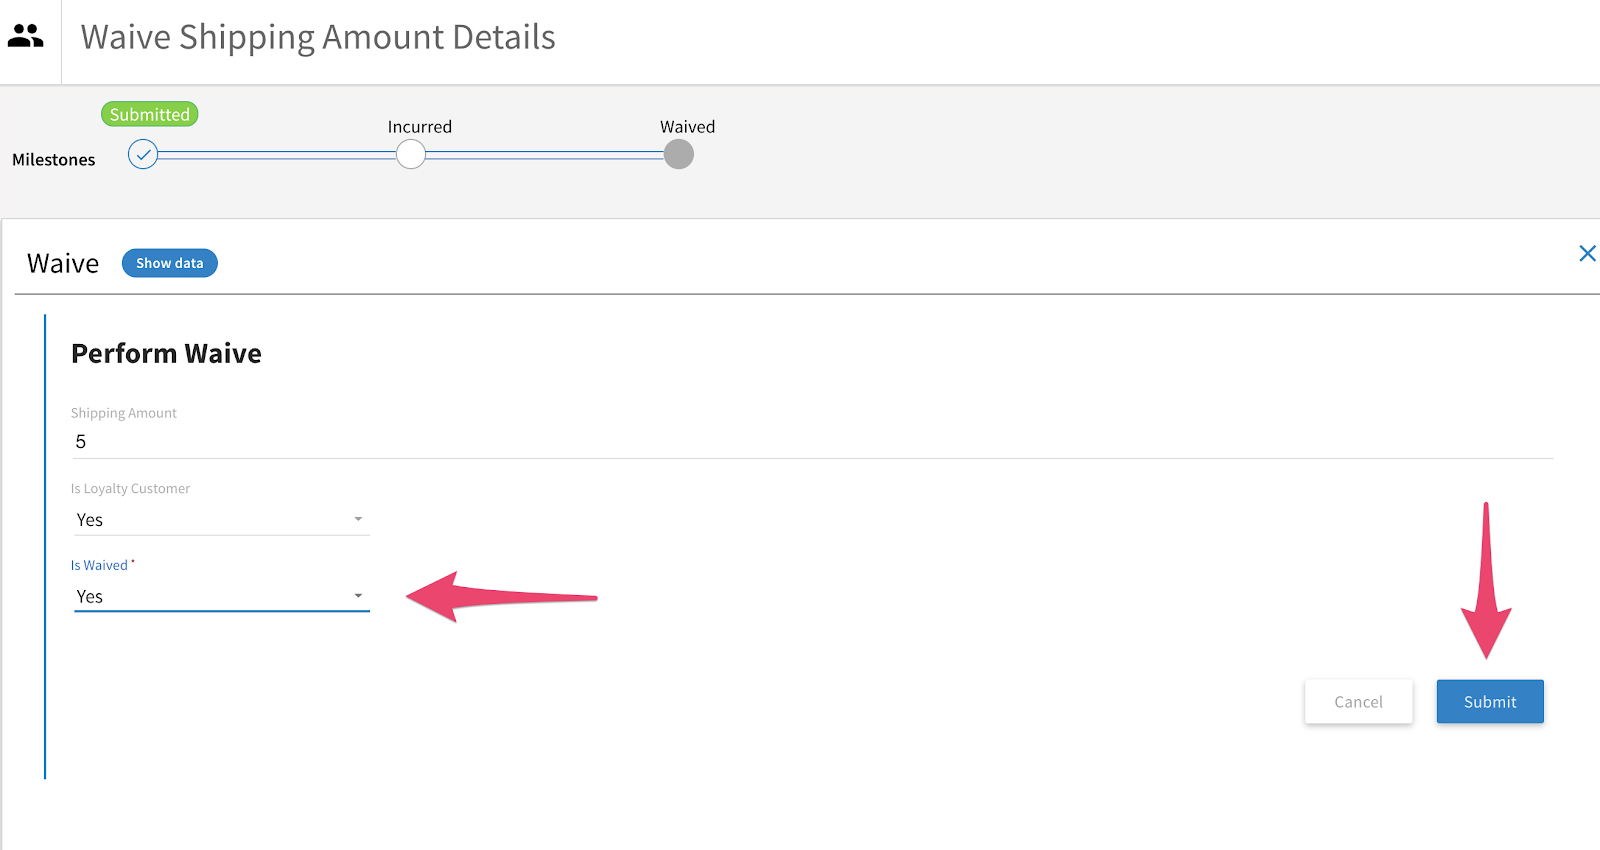 Waive Shipping Amount Details
Submitted
Incurred
Waived
Milestones
Waive
Show data
Perform Waive
Shipping Amount
5
Is Loyalty Customer
Yes
Is Waived *
Yes
Cancel
Submit